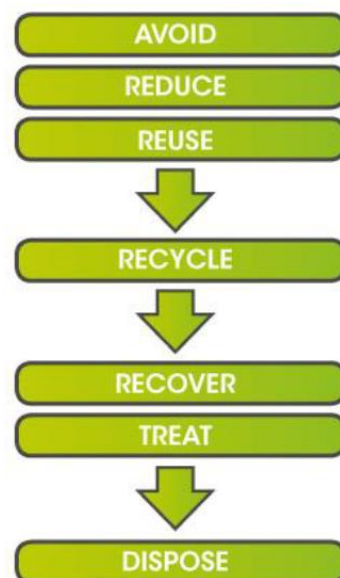 AVOID
REDUCE
REUSE
RECYCLE
RECOVER
TREAT
DISPOSE